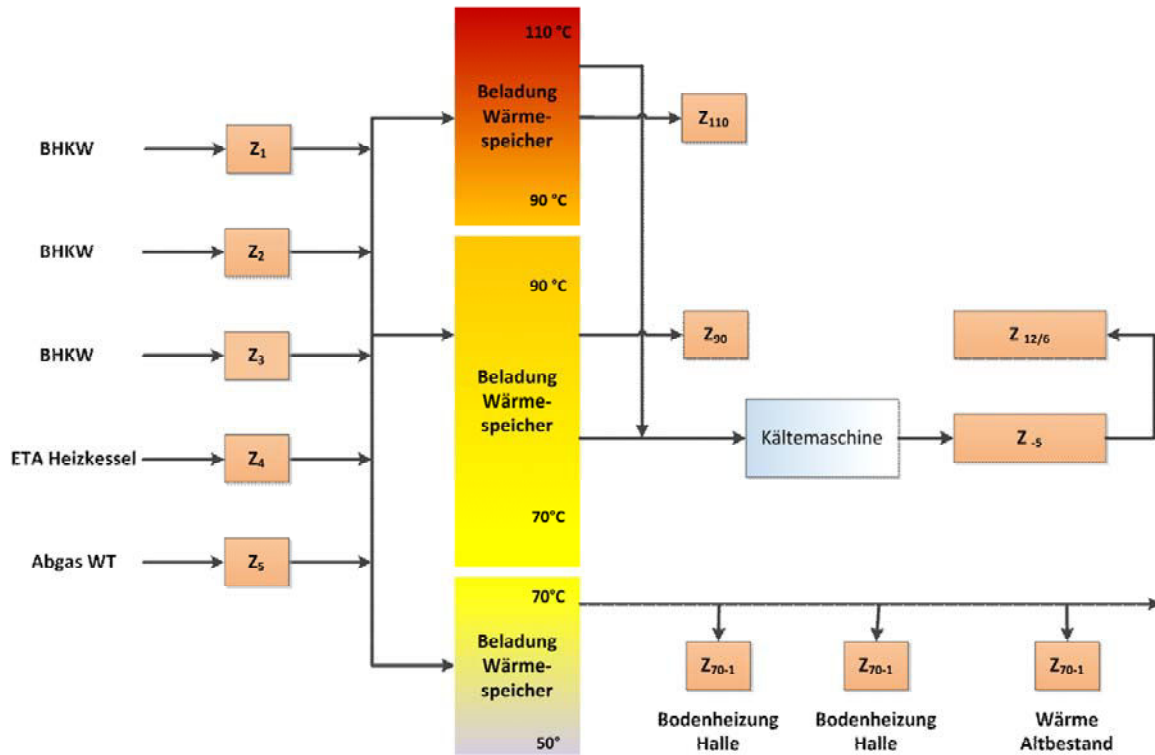 BHKW
Z1
BHKW
Z2
BHKW
Z3
ETA Heizkessel
Z4
Abgas WT
Z5
110 °C
Beladung
Wärme-
speicher
90 °C
90 °C
Beladung
Wärme-
speicher
70°C
70°C
Beladung
Wärme-
speicher
50°
Z110
Z90
Kältemaschine
Z 12/6
Z -5
Z70-1
Bodenheizung
Halle
Z70-1
Bodenheizung
Halle
Z70-1
Wärme
Altbestand